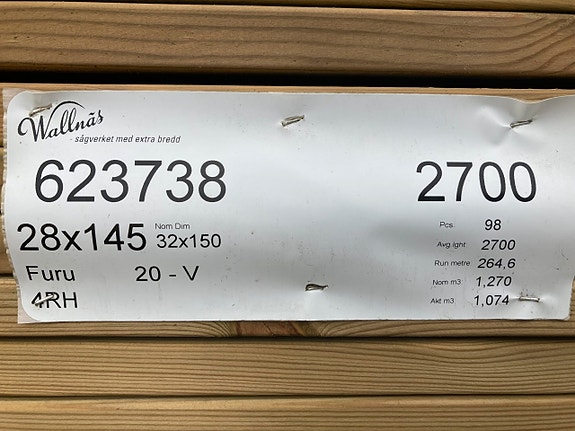 Wallnäs
sågverket med extra bredd
623738
2700
28x145
Nom Dim
32x150
Furu 20 - V
4RH
Pcs: 98
Avg.lght: 2700
Run metre: 264,6
Nom m3: 1,270
Akt m3: 1,074